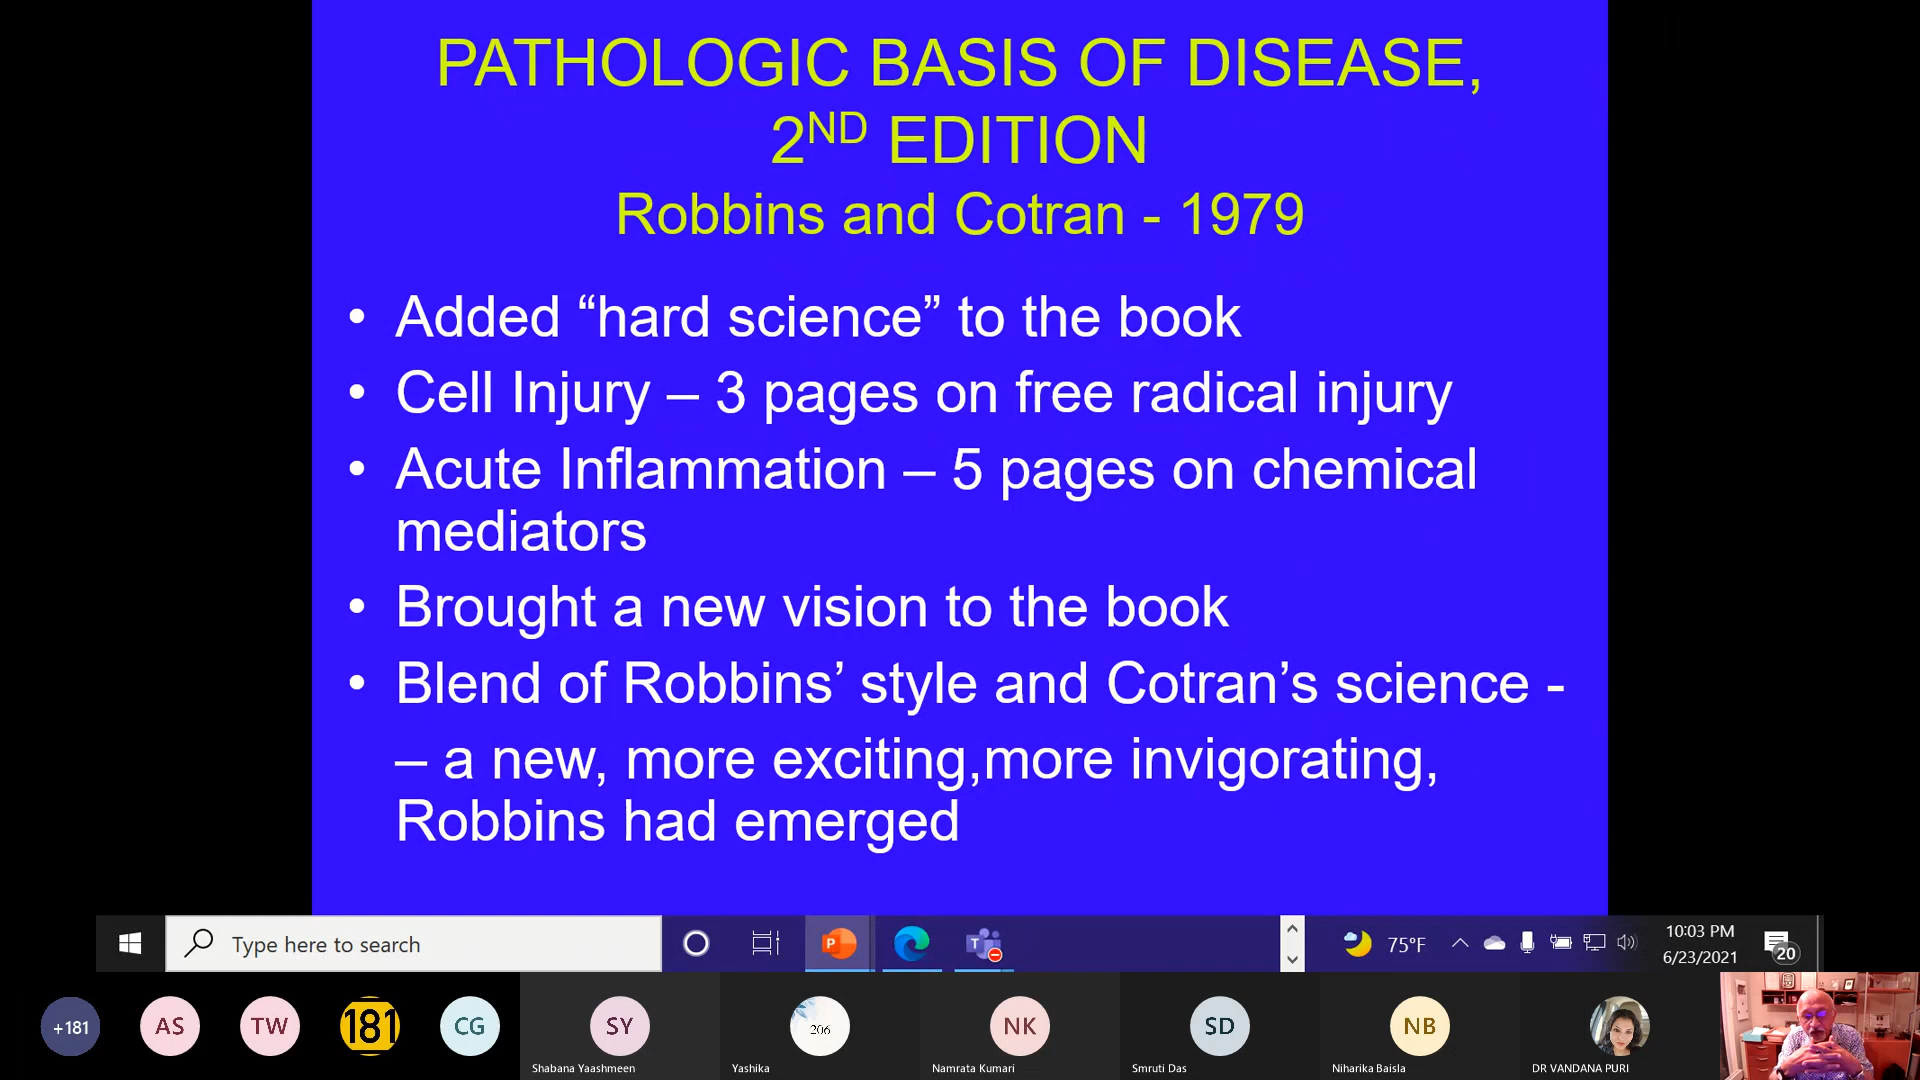 PATHOLOGIC BASIS OF DISEASE,
2ND EDITION
Robbins and Cotran - 1979
• Added “hard science” to the book
• Cell Injury – 3 pages on free radical injury
• Acute Inflammation – 5 pages on chemical
mediators
• Brought a new vision to the book
• Blend of Robbins’ style and Cotran’s science -
– a new, more exciting,more invigorating,
Robbins had emerged
Type here to search
P
T
75°F
10:03 PM
6/23/2021
20
+181
AS
TW
181
CG
SY
206
NK
SD
NB
Shabana Yaashmeen
Yashika
Namrata Kumari
Smruti Das
Niharika Baisla
DR VANDANA PURI